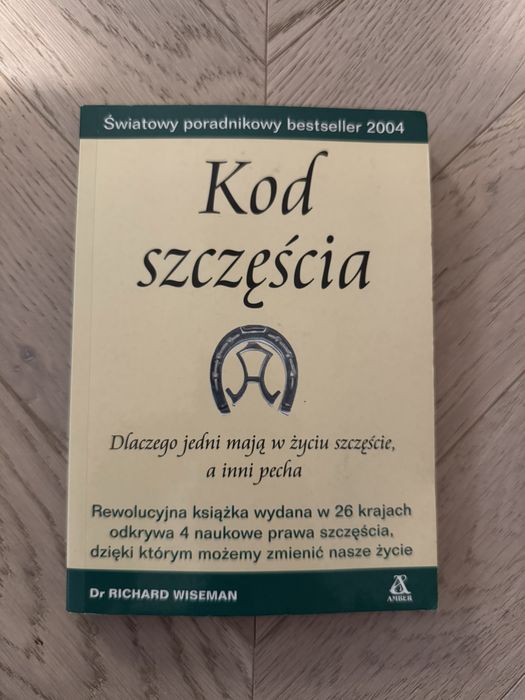 Światowy poradnikowy bestseller 2004
Kod
szczęścia
Dlaczego jedni mają w życiu szczęście,
a inni pecha
Rewolucyjna książka wydana w 26 krajach
odkrywa 4 naukowe prawa szczęścia,
dzięki którym możemy zmienić nasze życie
Dr RICHARD WISEMAN
AMBER